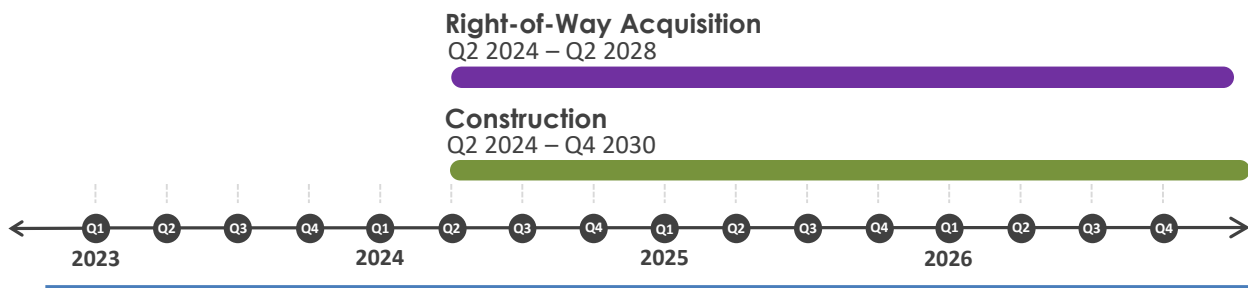 Right-of-Way Acquisition
Q2 2024 – Q2 2028
Construction
Q2 2024 – Q4 2030
Q1 Q2 Q3 Q4 Q1 Q2 Q3 Q4 Q1 Q2 Q3 Q4 Q1 Q2 Q3 Q4
2023 2024 2025 2026